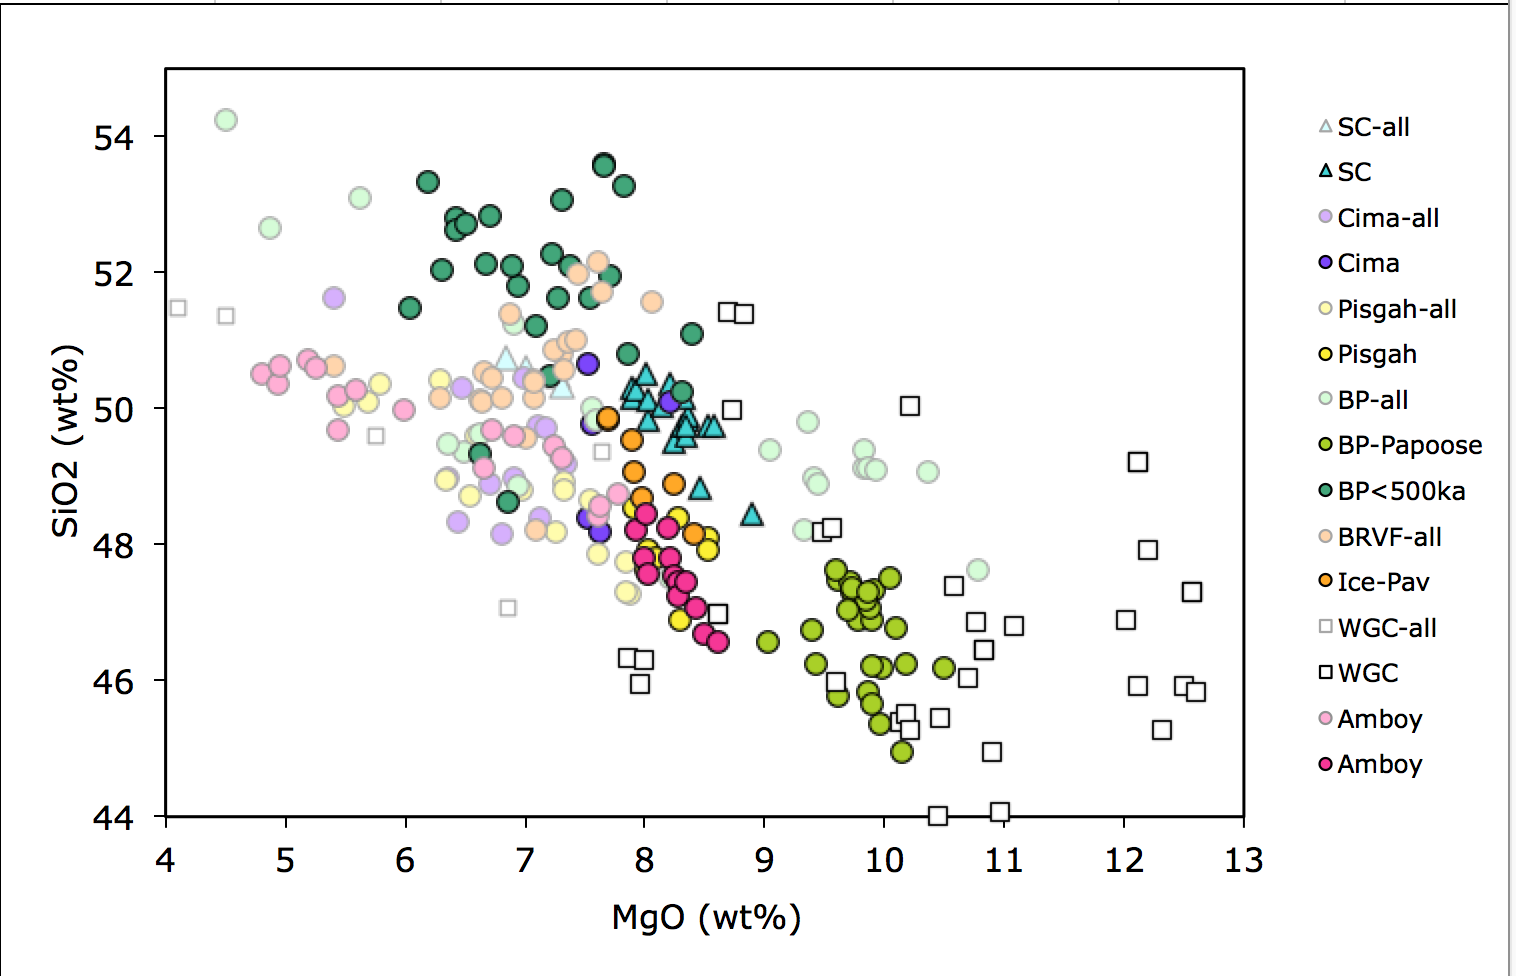 54
52
50
48
46
44
SiO2 (wt%)
4 5 6 7 8 9 10 11 12 13
MgO (wt%)
SC-all
SC
Cima-all
Cima
Pisgah-all
Pisgah
BP-all
BP-Papoose
BP<500ka
BRVF-all
Ice-Pav
WGC-all
WGC
Amboy
Amboy